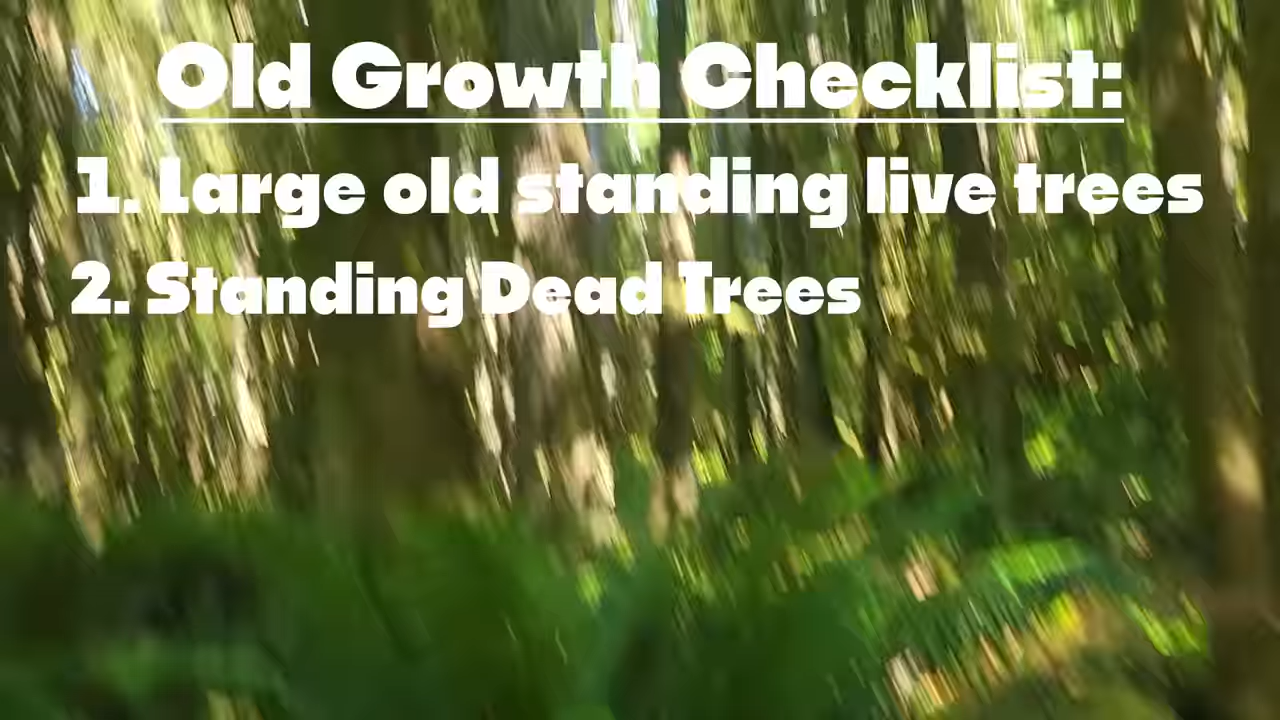 Old Growth Checklist:
1. Large old standing live trees
2. Standing Dead Trees